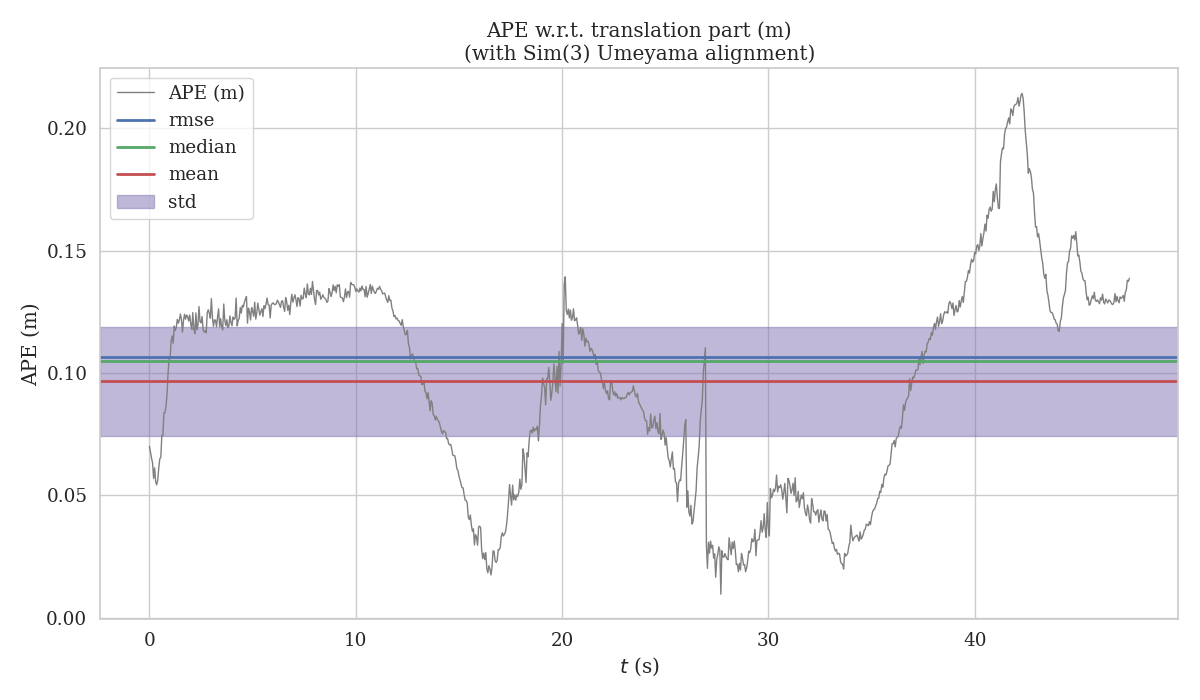 APE w.r.t. translation part (m)
(with Sim(3) Umeyama alignment)
APE (m)
rmse
median
mean
std
APE (m)
0.20
0.15
0.10
0.05
0.00
0
10
20
30
40
t (s)